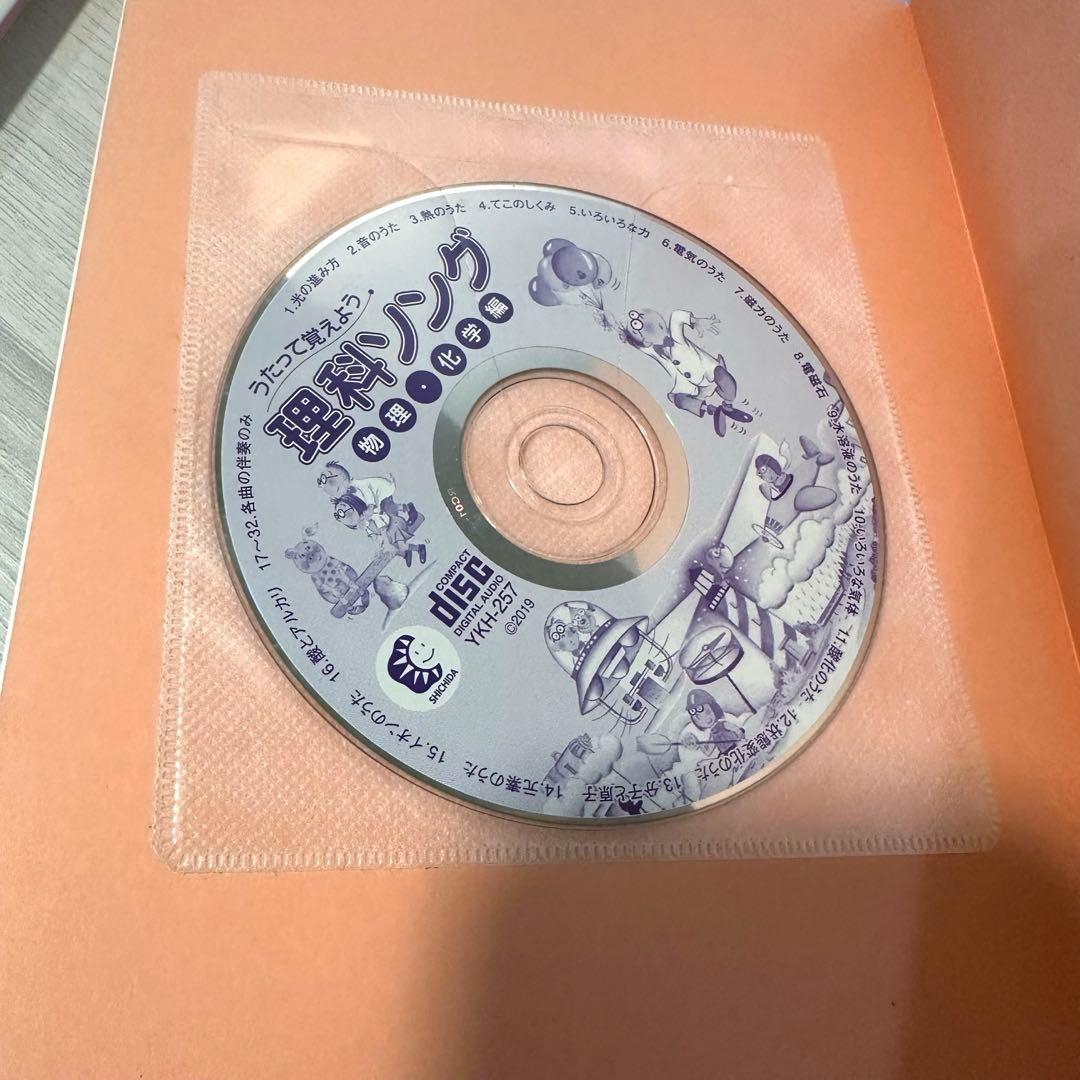 うたって覚えよう
理科ソング
物理・化学編
1.光の進み方
2.音のうた
3.熱のうた
4.てこのしくみ
5.いろいろな力
6.電気のうた
7.磁力のうた
8.電磁石
9.水溶液のうた
10.いろいろな気体
11.酸化のうた
12.状態変化のうた
13.分子と原子
14.元素のうた
15.イオンのうた
16.酸とアルカリ
17〜32.各曲の伴奏のみ
COMPACT
disc
DIGITAL AUDIO
YKH-257
©2019
SHICHIDA